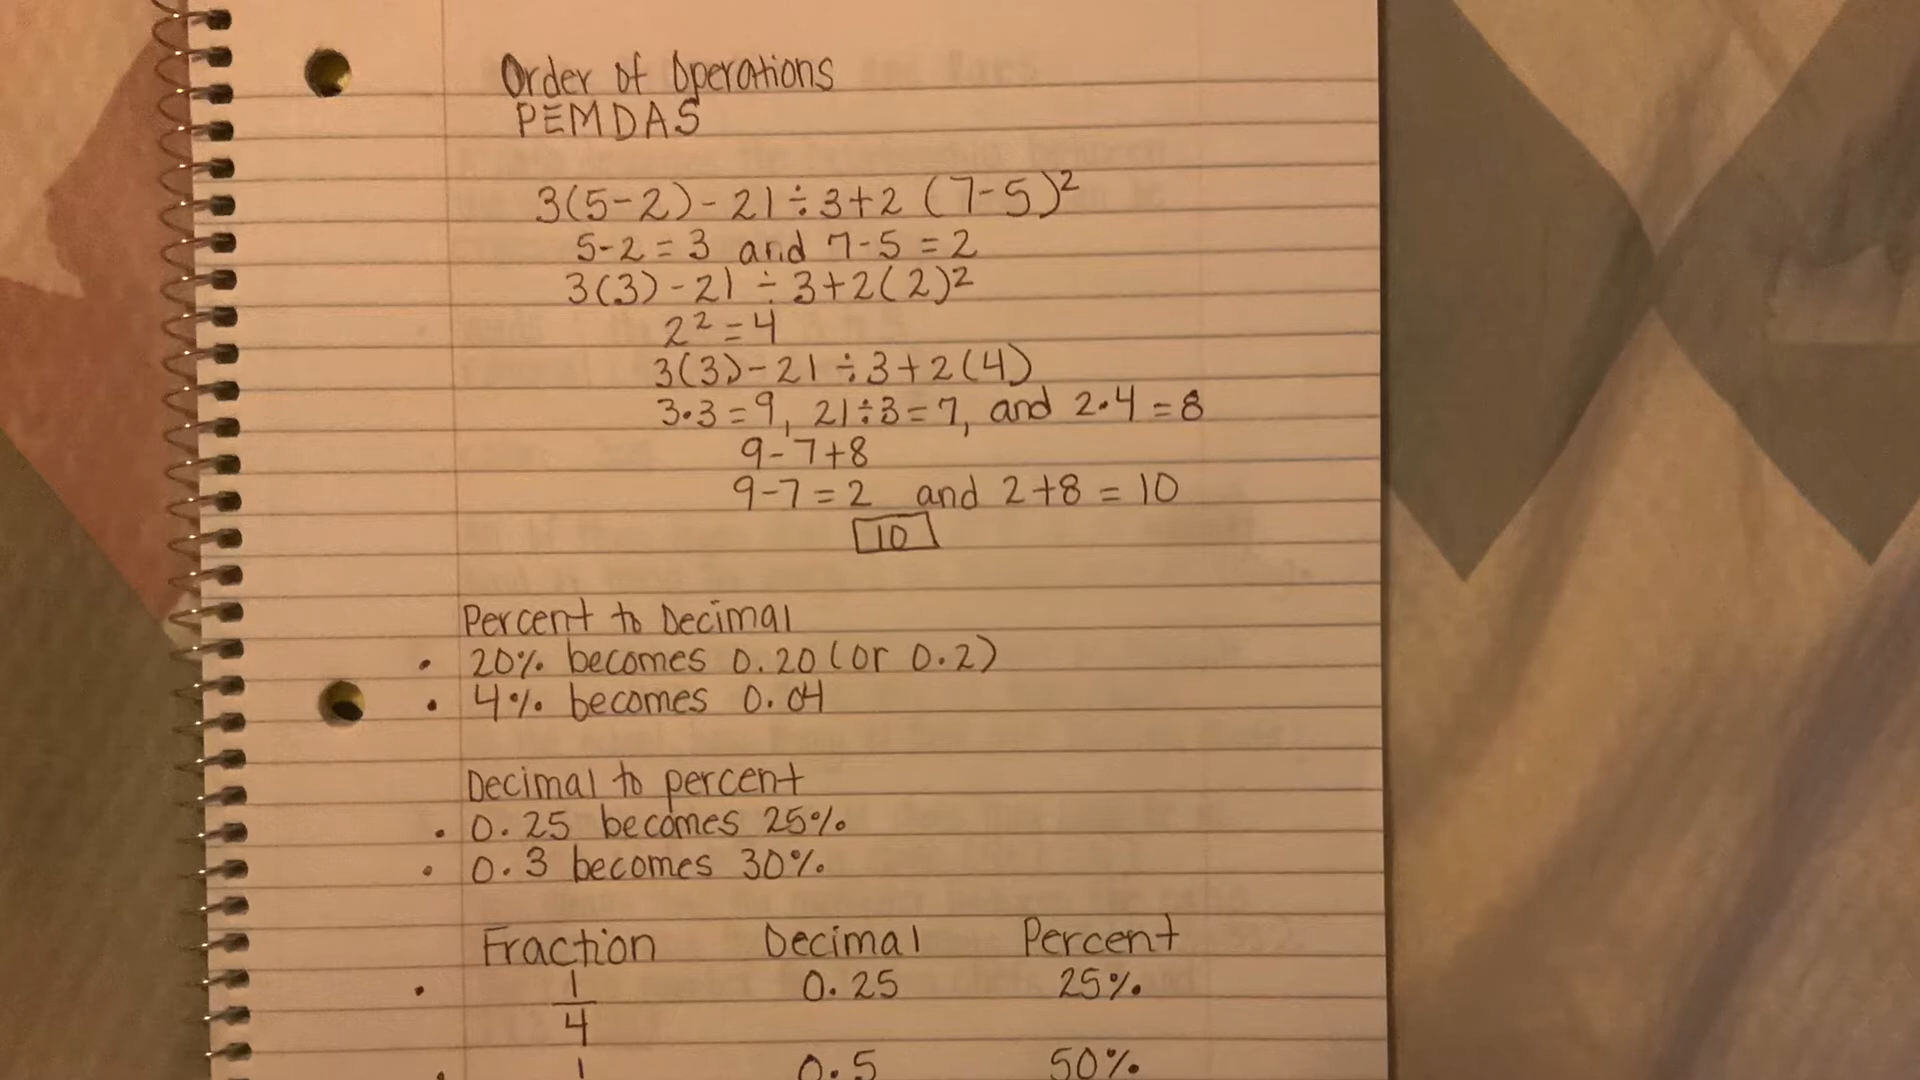 Order of Operations
PEMDAS
3(5-2)-21÷3+2(7-5)²
5-2=3 and 7-5=2
3(3)-21÷3+2(2)²
2²=4
3(3)-21÷3+2(4)
3•3=9, 21÷3=7, and 2•4=8
9-7+8
9-7=2 and 2+8=10
10
Percent to Decimal
• 20% becomes 0.20 (or 0.2)
• 4% becomes 0.04
Decimal to percent
• 0.25 becomes 25%
• 0.3 becomes 30%
Fraction Decimal Percent
• 1/4 0.25 25%
• 1 0.5 50%